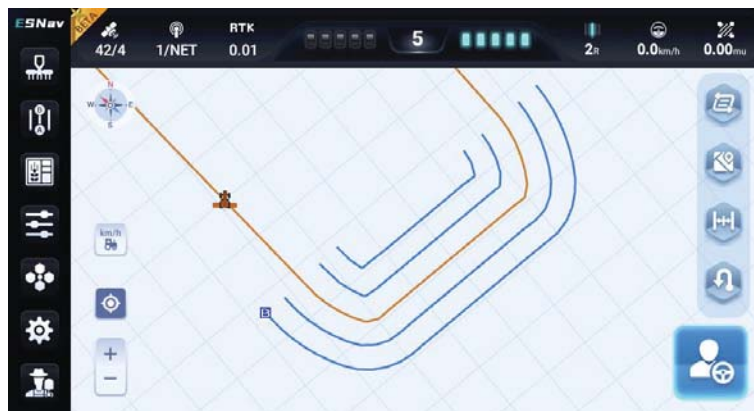 ESNav
BETA
42/4
1/NET
RTK
0.01
5
2R
0.0km/h
0.00mu
N
W
E
S
B
A
km/h
+
−